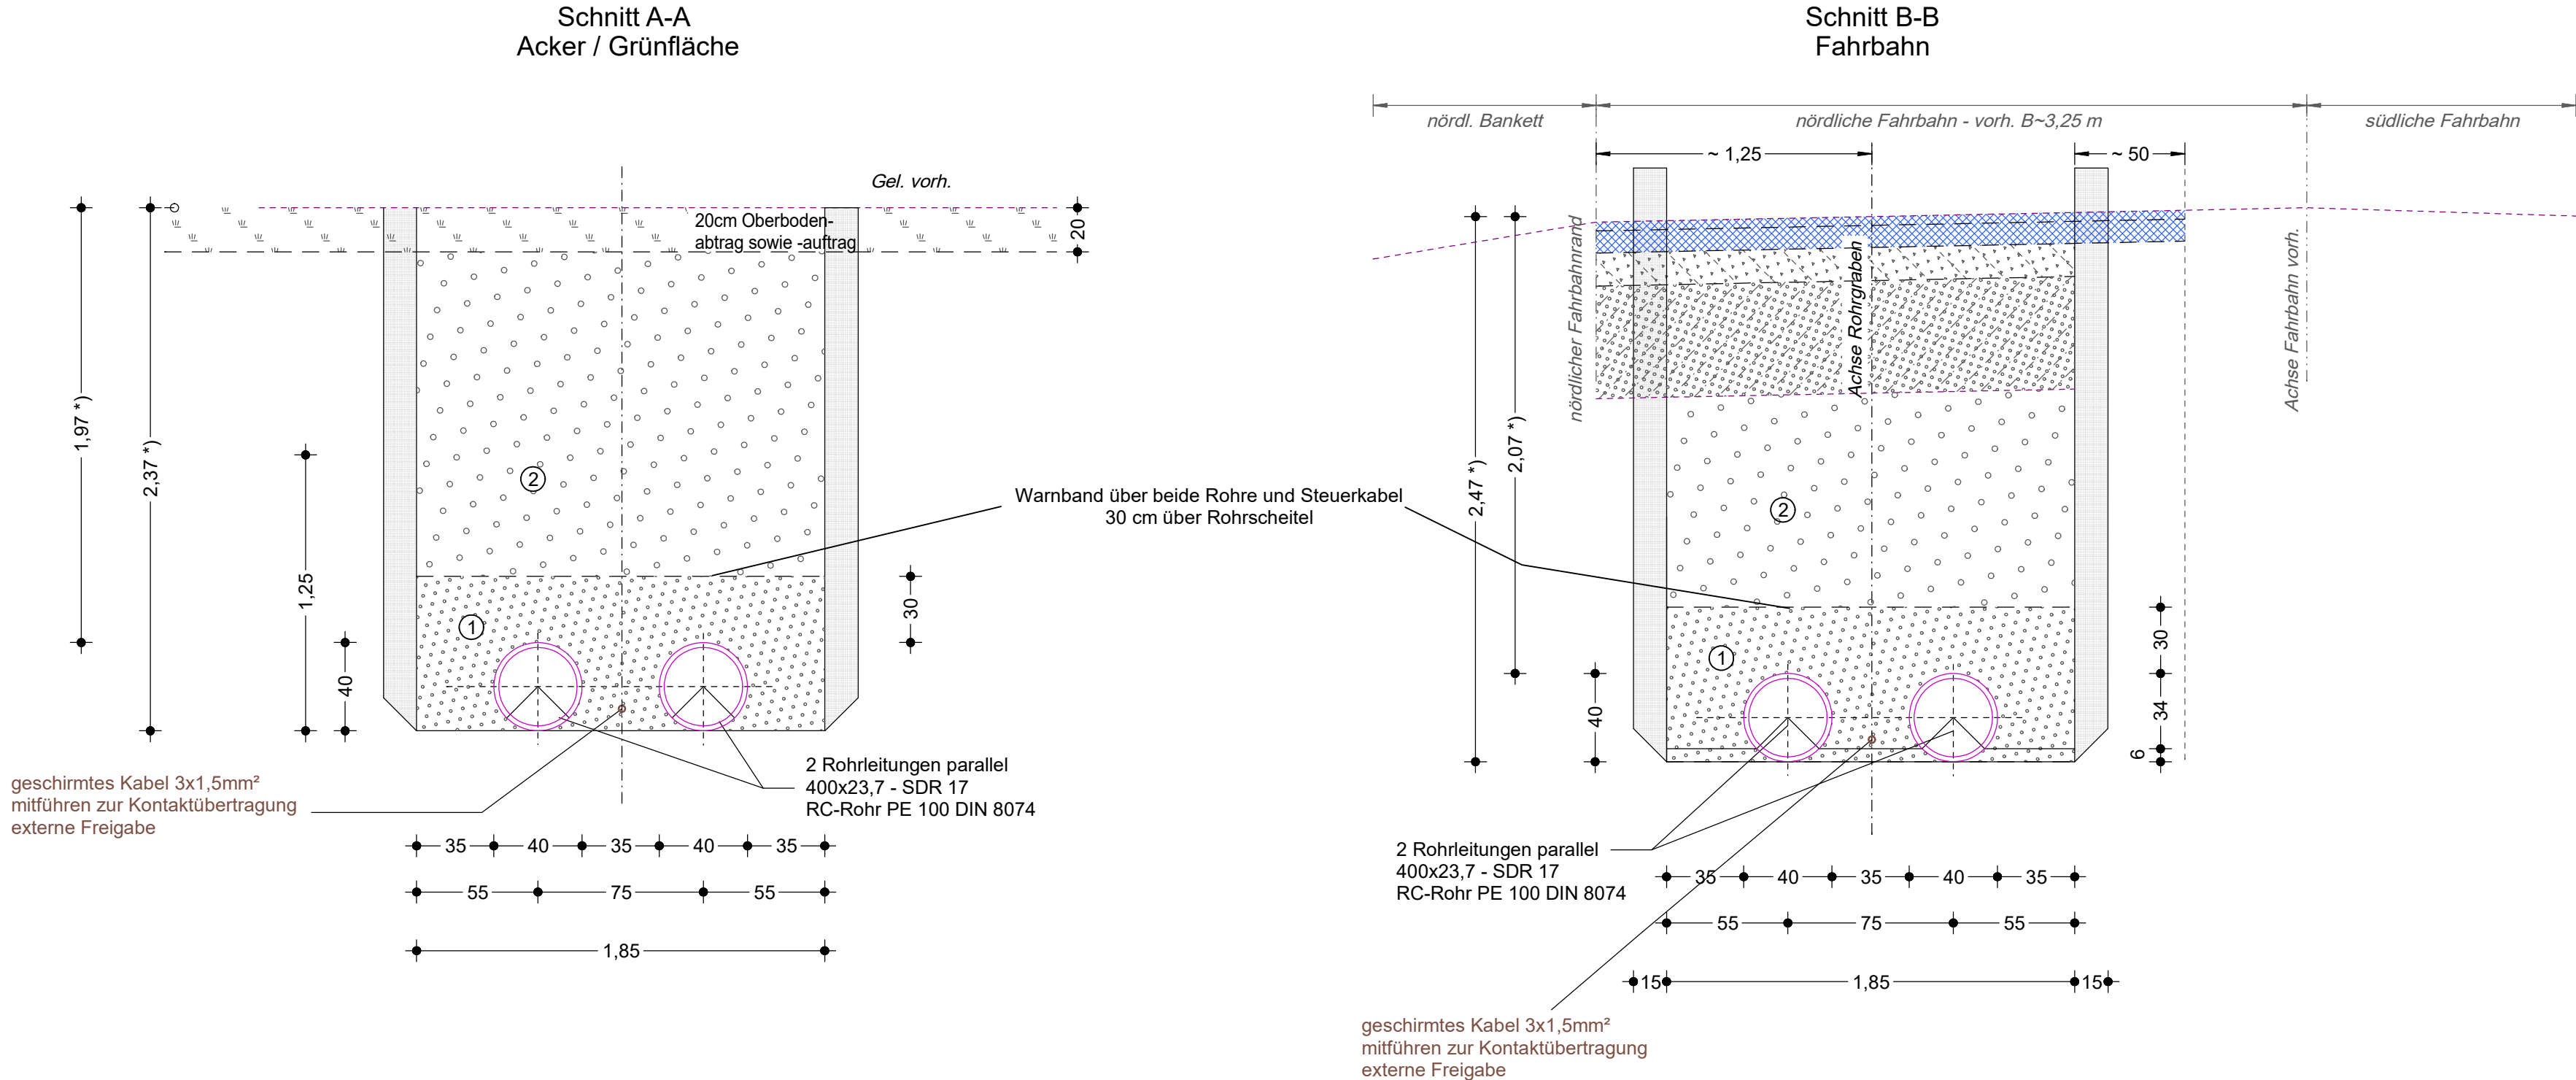 Schnitt A-A
Acker / Grünfläche
Gel. vorh.
20cm Oberboden-
abtrag sowie -auftrag
20
1,97 *)
2,37 *)
1,25
40
30
2
1
geschirmtes Kabel 3x1,5mm²
mitführen zur Kontaktübertragung
externe Freigabe
2 Rohrleitungen parallel
400x23,7 - SDR 17
RC-Rohr PE 100 DIN 8074
35 40 35 40 35
55 75 55
1,85
Warnband über beide Rohre und Steuerkabel
30 cm über Rohrscheitel
Schnitt B-B
Fahrbahn
nördl. Bankett
nördliche Fahrbahn - vorh. B~3,25 m
südliche Fahrbahn
~ 1,25
~ 50
nördlicher Fahrbahnrand
Achse Rohrgraben
Achse Fahrbahn vorh.
2,47 *)
2,07 *)
40
2
1
30
34
6
2 Rohrleitungen parallel
400x23,7 - SDR 17
RC-Rohr PE 100 DIN 8074
35 40 35 40 35
55 75 55
15 1,85 15
geschirmtes Kabel 3x1,5mm²
mitführen zur Kontaktübertragung
externe Freigabe